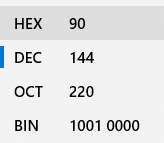 HEX 90
DEC 144
OCT 220
BIN 1001 0000